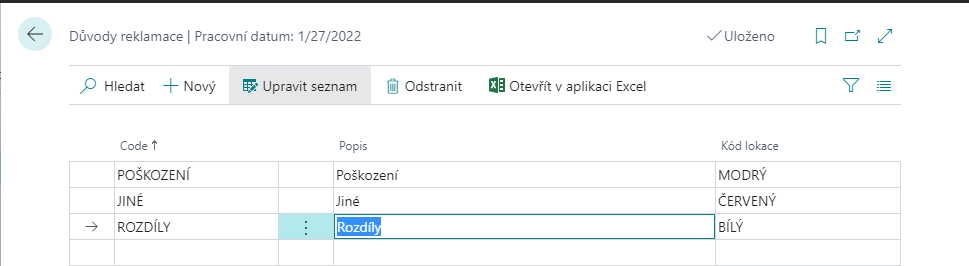 Důvody reklamace | Pracovní datum: 1/27/2022 Uloženo
Hledat Nový Upravit seznam Odstranit Otevřít v aplikaci Excel
Code ↑ Popis Kód lokace
POŠKOZENÍ Poškození MODRÝ
JINÉ Jiné ČERVENÝ
ROZDÍLY Rozdíly BÍLÝ